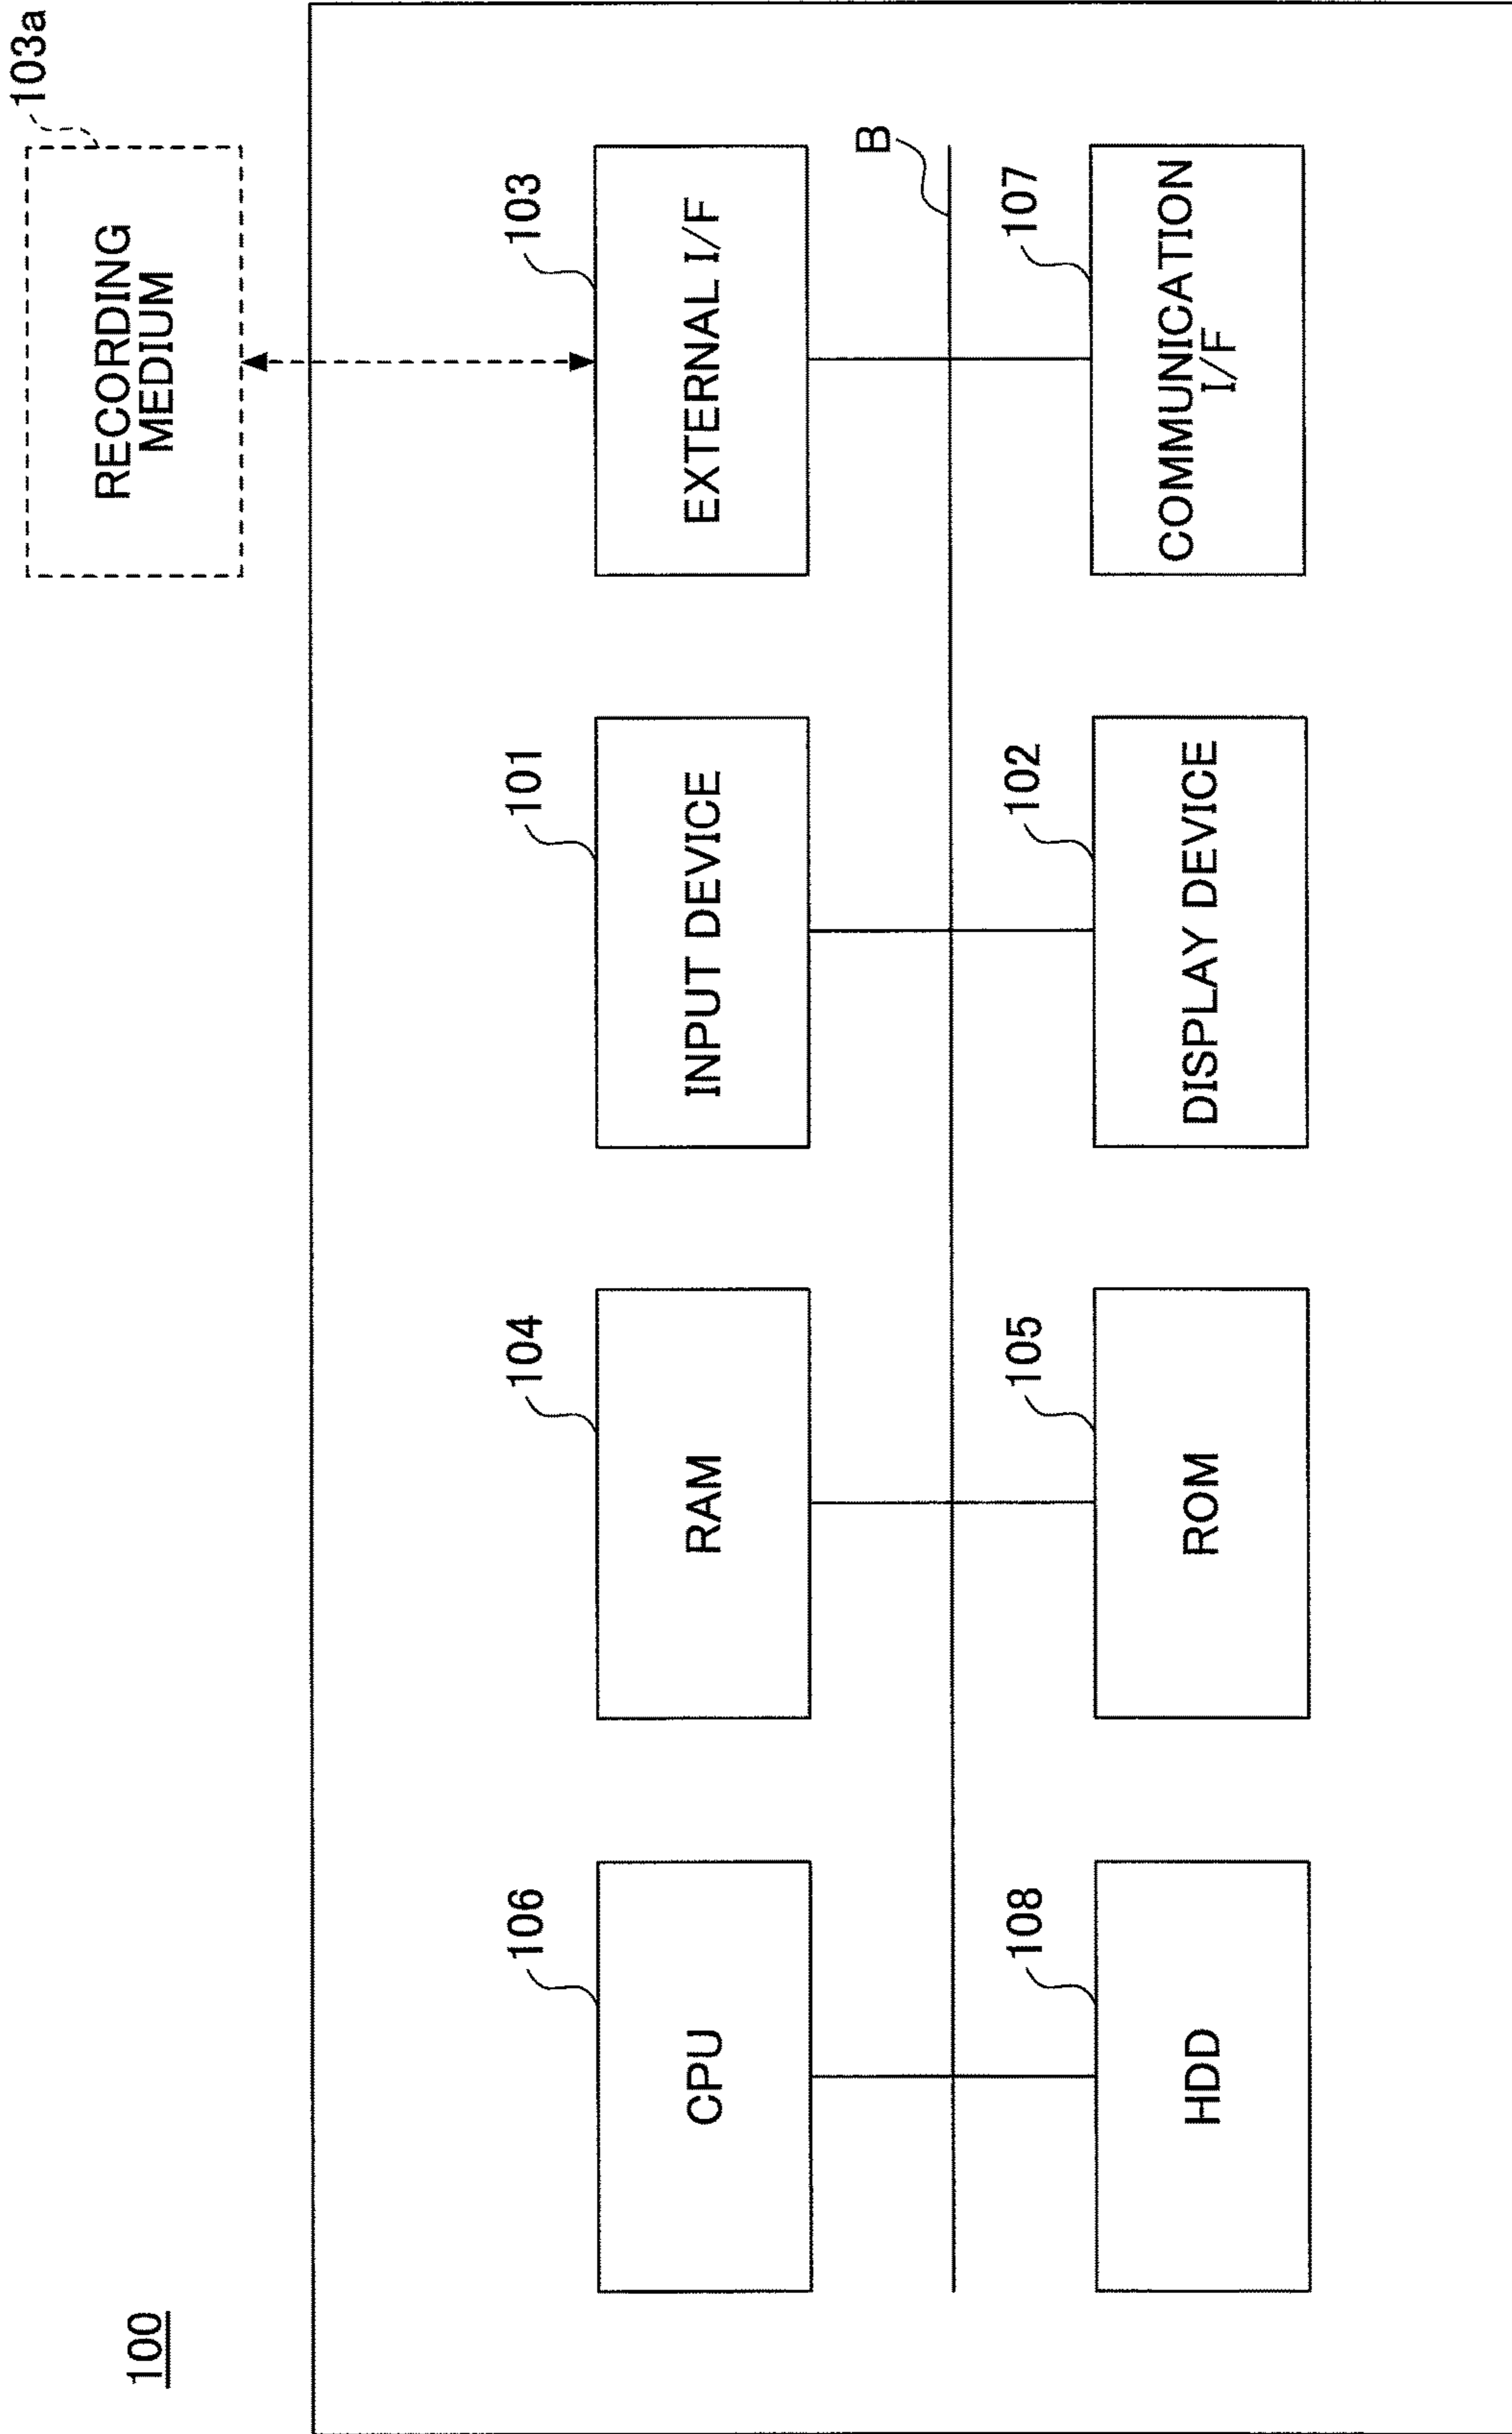 100
103a
RECORDING
MEDIUM
106
CPU
104
RAM
101
INPUT DEVICE
103
EXTERNAL I/F
B
108
HDD
105
ROM
102
DISPLAY DEVICE
107
COMMUNICATION
I/F